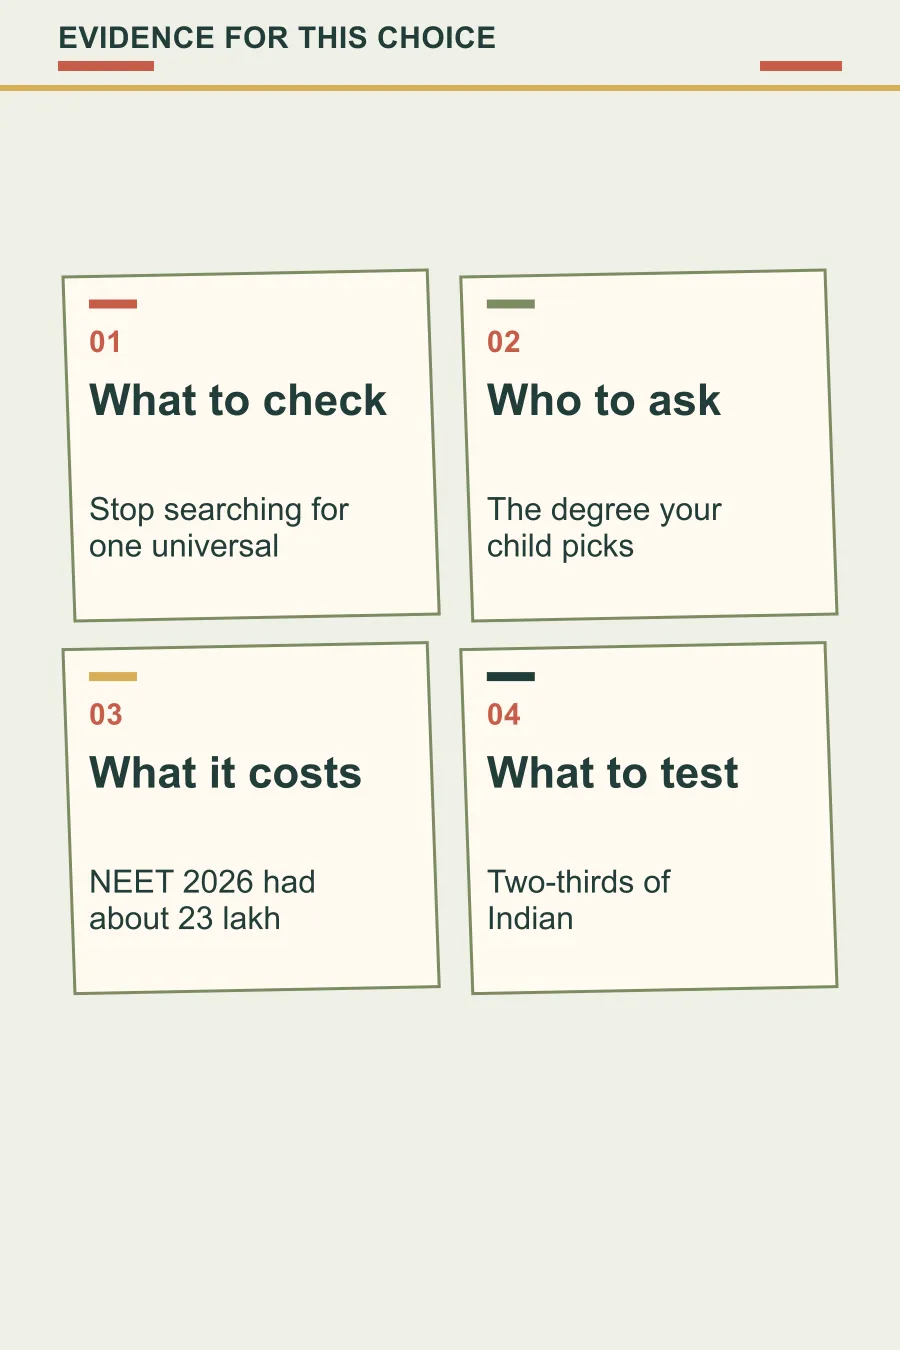 EVIDENCE FOR THIS CHOICE
01
What to check
Stop searching for
one universal
02
Who to ask
The degree your
child picks
03
What it costs
NEET 2026 had
about 23 lakh
04
What to test
Two-thirds of
Indian